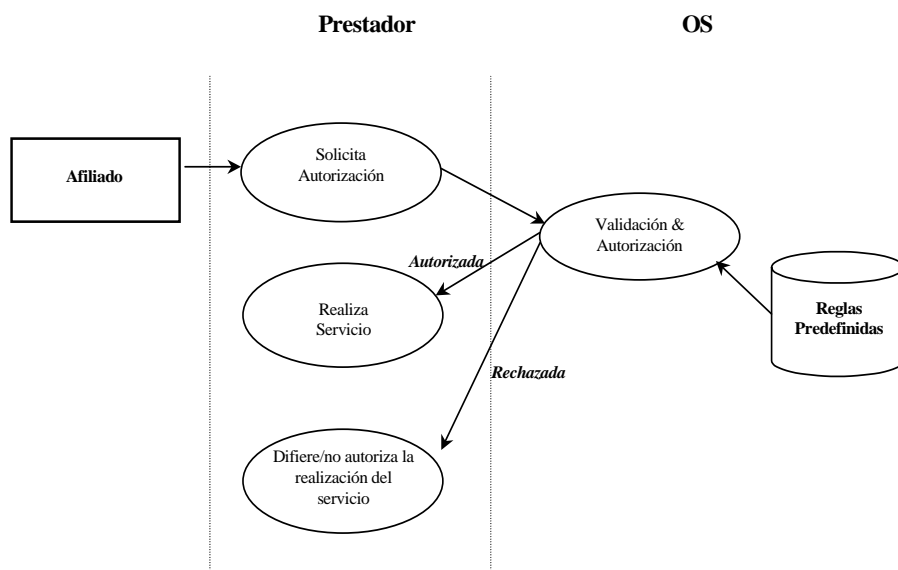 Prestador
OS
Afiliado
Solicita
Autorización
Validación &
Autorización
Autorizada
Realiza
Servicio
Reglas
Predefinidas
Rechazada
Difiere/no autoriza la
realización del
servicio